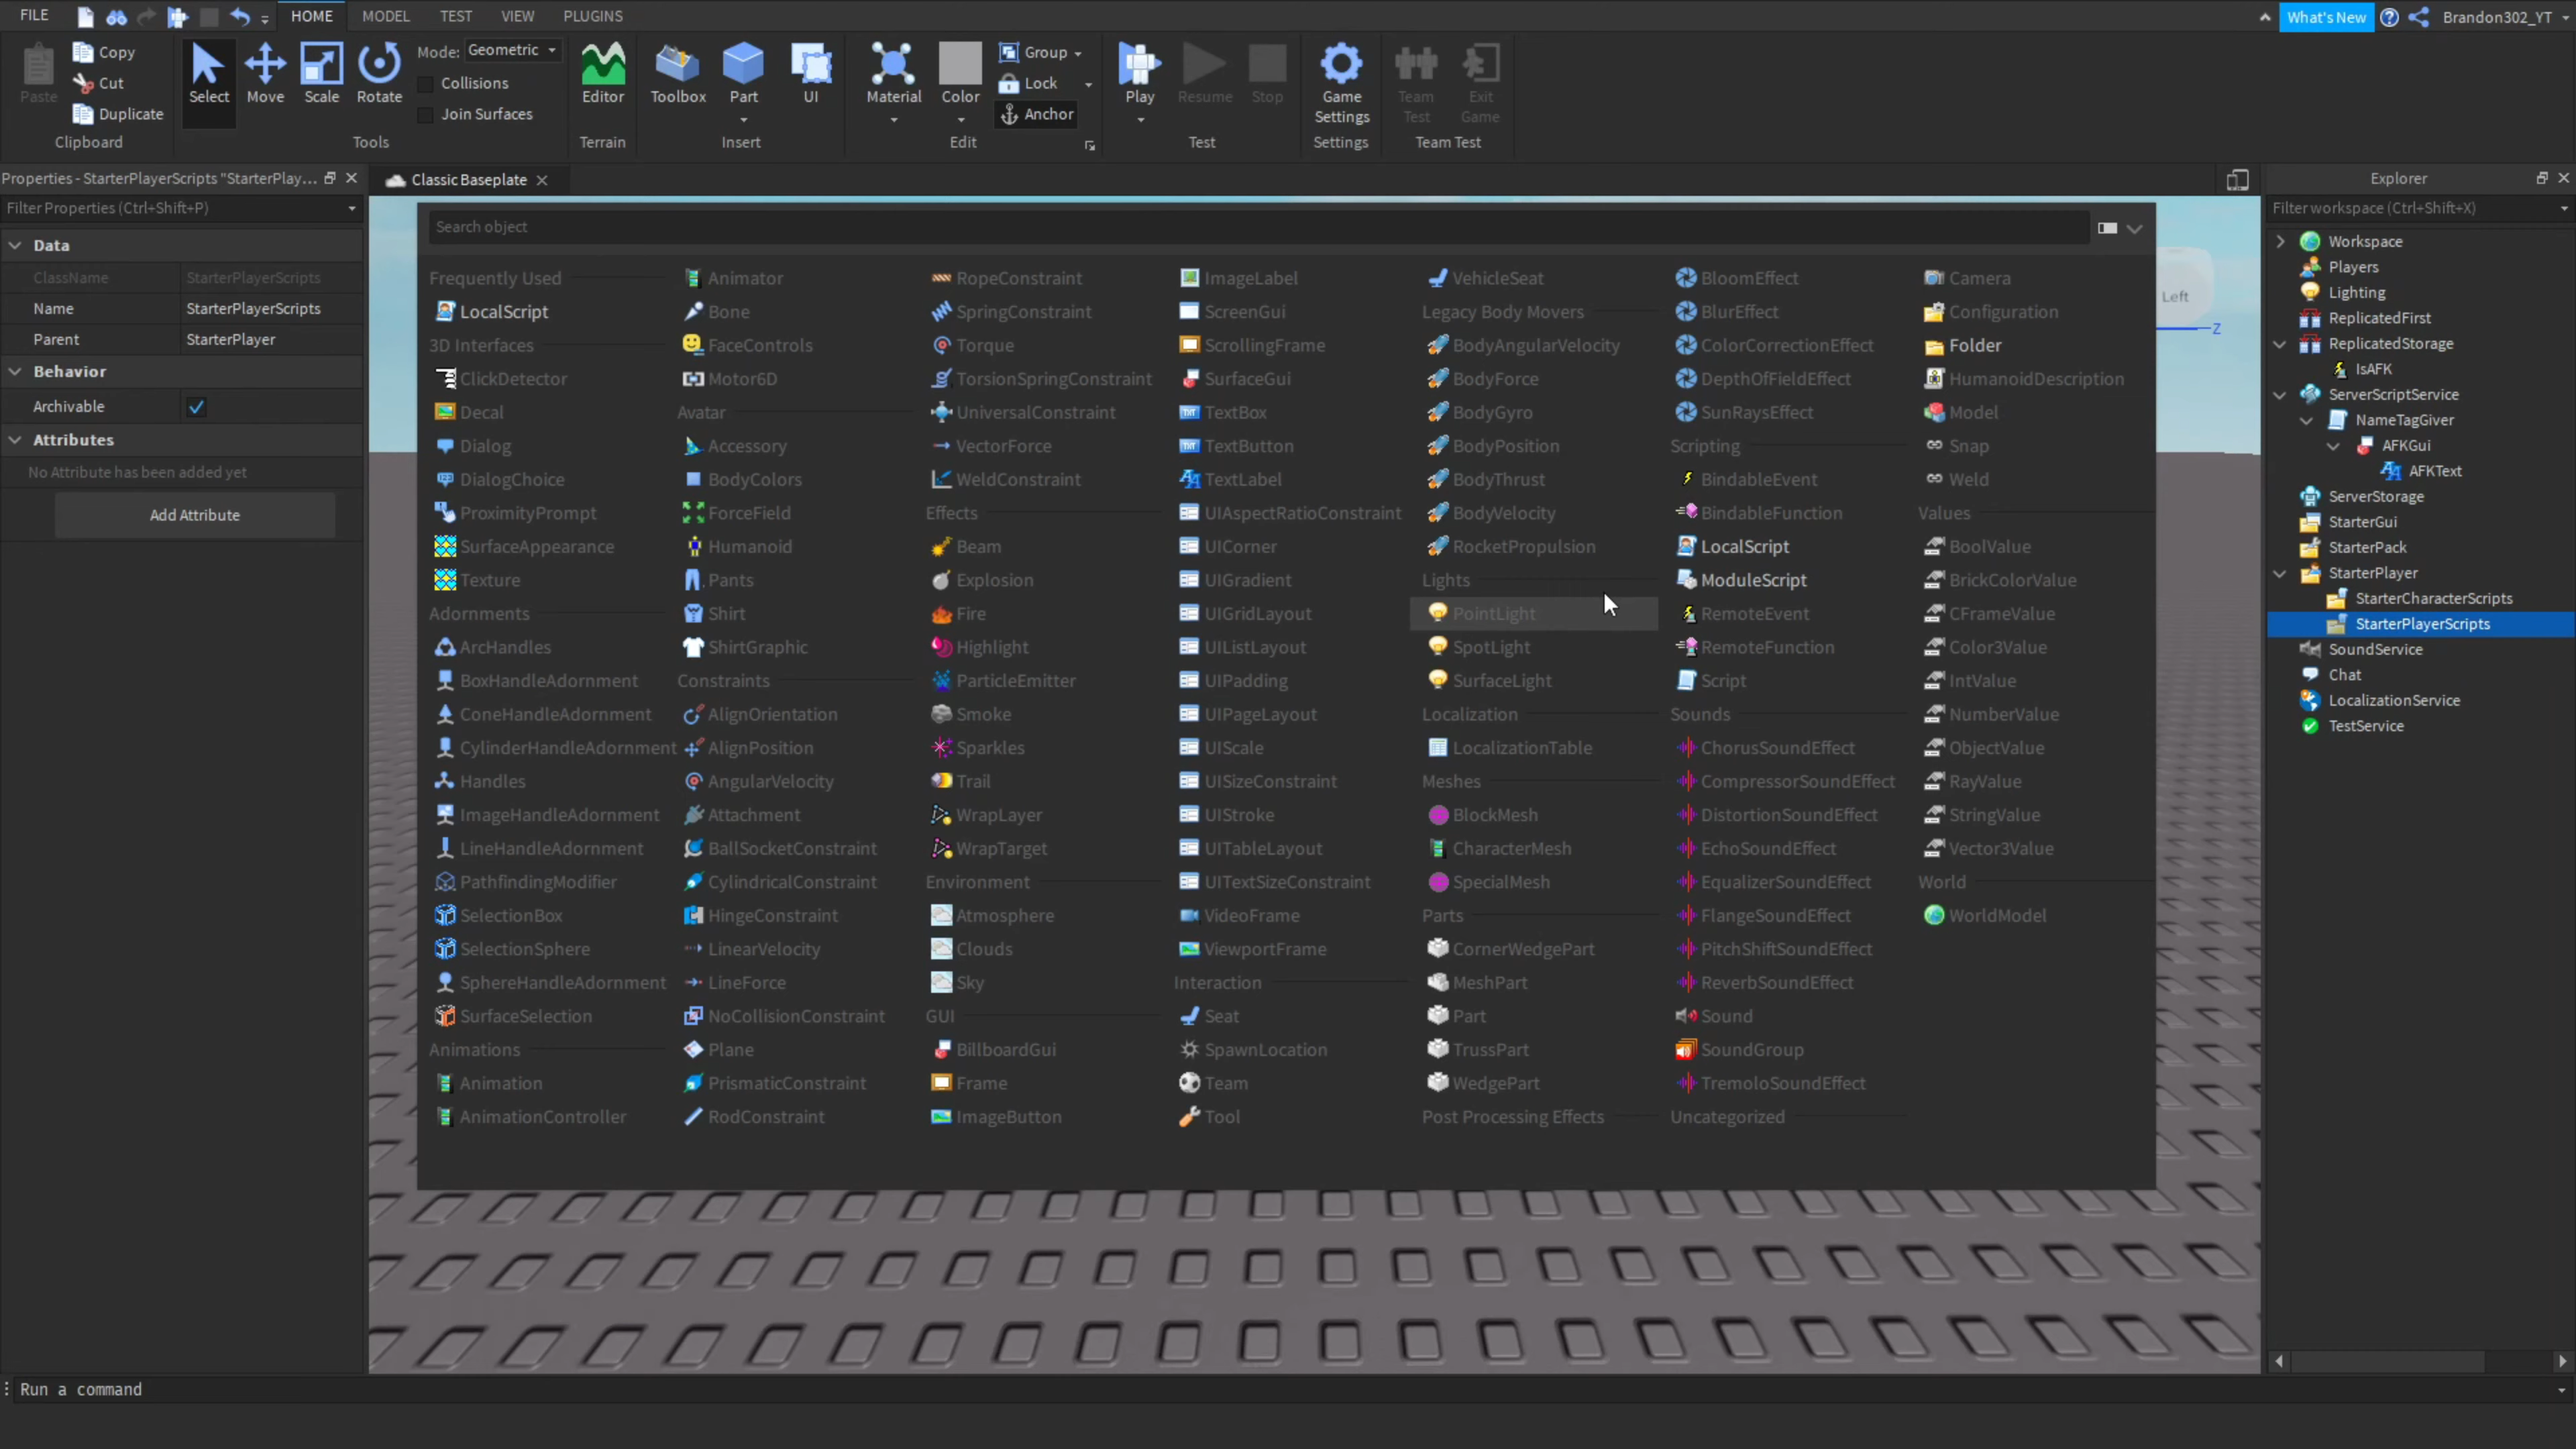 FILE HOME MODEL TEST VIEW PLUGINS What's New Brandon302_YT
Paste Copy Cut Duplicate Clipboard
Select Move Scale Rotate Mode: Geometric Collisions Join Surfaces Tools
Editor Terrain
Toolbox Part UI Insert
Material Color Group Lock Anchor Edit
Play Resume Stop Test
Game Settings Settings
Team Test Exit Game Team Test
Properties - StarterPlayerScripts "StarterPlay...
Filter Properties (Ctrl+Shift+P)
Data
ClassName StarterPlayerScripts
Name StarterPlayerScripts
Parent StarterPlayer
Behavior
Archivable
Attributes
No Attribute has been added yet
Add Attribute
Classic Baseplate
Search object
Frequently Used
LocalScript
3D Interfaces
ClickDetector
Decal
Dialog
DialogChoice
ProximityPrompt
SurfaceAppearance
Texture
Adornments
ArcHandles
BoxHandleAdornment
ConeHandleAdornment
CylinderHandleAdornment
Handles
ImageHandleAdornment
LineHandleAdornment
PathfindingModifier
SelectionBox
SelectionSphere
SphereHandleAdornment
SurfaceSelection
Animations
Animation
AnimationController
Animator
Bone
FaceControls
Motor6D
Avatar
Accessory
BodyColors
ForceField
Humanoid
Pants
Shirt
ShirtGraphic
Constraints
AlignOrientation
AlignPosition
AngularVelocity
Attachment
BallSocketConstraint
CylindricalConstraint
HingeConstraint
LinearVelocity
LineForce
NoCollisionConstraint
Plane
PrismaticConstraint
RodConstraint
RopeConstraint
SpringConstraint
Torque
TorsionSpringConstraint
UniversalConstraint
VectorForce
WeldConstraint
Effects
Beam
Explosion
Fire
Highlight
ParticleEmitter
Smoke
Sparkles
Trail
WrapLayer
WrapTarget
Environment
Atmosphere
Clouds
Sky
GUI
BillboardGui
Frame
ImageButton
ImageLabel
ScreenGui
ScrollingFrame
SurfaceGui
TextBox
TextButton
TextLabel
UIAspectRatioConstraint
UICorner
UIGradient
UIGridLayout
UIListLayout
UIPadding
UIPageLayout
UIScale
UISizeConstraint
UIStroke
UITableLayout
UITextSizeConstraint
VideoFrame
ViewportFrame
Interaction
Seat
SpawnLocation
Team
Tool
VehicleSeat
Legacy Body Movers
BodyAngularVelocity
BodyForce
BodyGyro
BodyPosition
BodyThrust
BodyVelocity
RocketPropulsion
Lights
PointLight
SpotLight
SurfaceLight
Localization
LocalizationTable
Meshes
BlockMesh
CharacterMesh
SpecialMesh
Parts
CornerWedgePart
MeshPart
Part
TrussPart
WedgePart
Post Processing Effects
BloomEffect
BlurEffect
ColorCorrectionEffect
DepthOfFieldEffect
SunRaysEffect
Scripting
BindableEvent
BindableFunction
LocalScript
ModuleScript
RemoteEvent
RemoteFunction
Script
Sounds
ChorusSoundEffect
CompressorSoundEffect
DistortionSoundEffect
EchoSoundEffect
EqualizerSoundEffect
FlangeSoundEffect
PitchShiftSoundEffect
ReverbSoundEffect
Sound
SoundGroup
TremoloSoundEffect
Uncategorized
Camera
Configuration
Folder
HumanoidDescription
Model
Snap
Weld
Values
BoolValue
BrickColorValue
CFrameValue
Color3Value
IntValue
NumberValue
ObjectValue
RayValue
StringValue
Vector3Value
World
WorldModel
Left
Z
Explorer
Filter workspace (Ctrl+Shift+X)
Workspace
Players
Lighting
ReplicatedFirst
ReplicatedStorage
IsAFK
ServerScriptService
NameTagGiver
AFKGui
AFKText
ServerStorage
StarterGui
StarterPack
StarterPlayer
StarterCharacterScripts
StarterPlayerScripts
SoundService
Chat
LocalizationService
TestService
Run a command